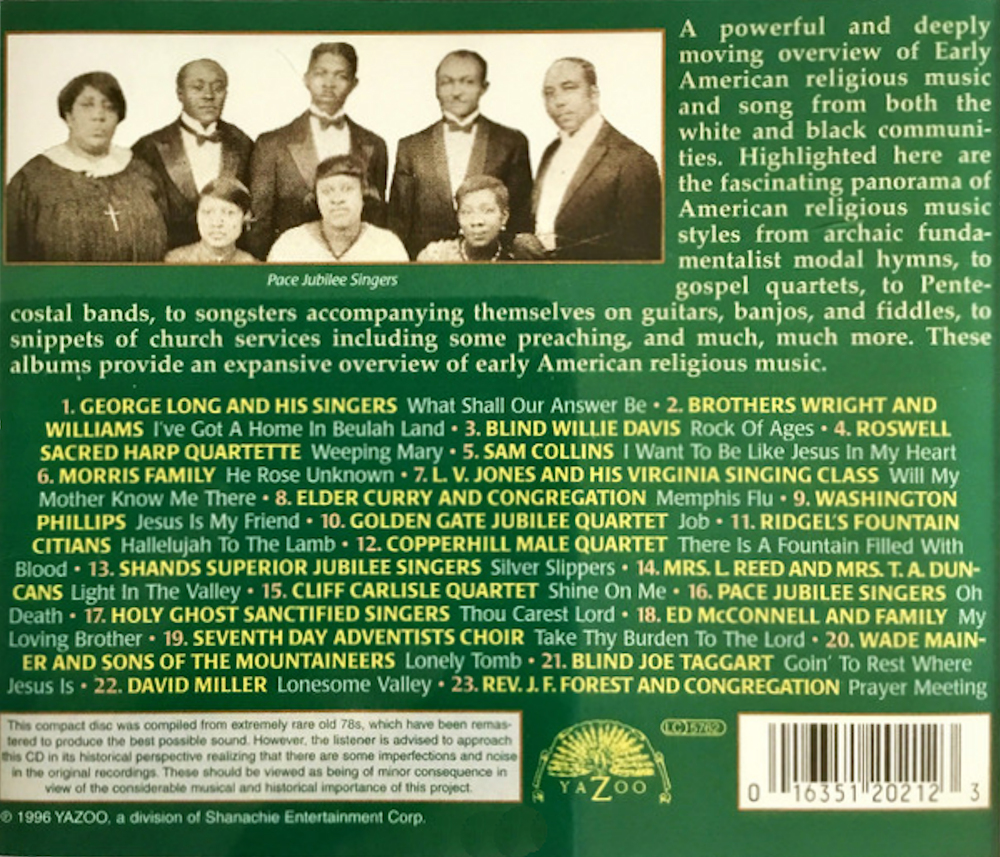 A powerful and deeply
moving overview of Early
American religious music
and song from both the
white and black communi-
ties. Highlighted here are
the fascinating panorama of
American religious music
styles from archaic funda-
mentalist modal hymns, to
gospel quartets, to Pente-
Pace Jubilee Singers
costal bands, to songsters accompanying themselves on guitars, banjos, and fiddles, to
snippets of church services including some preaching, and much, much more. These
albums provide an expansive overview of early American religious music.
1. GEORGE LONG AND HIS SINGERS What Shall Our Answer Be • 2. BROTHERS WRIGHT AND
WILLIAMS I've Got A Home In Beulah Land • 3. BLIND WILLIE DAVIS Rock Of Ages • 4. ROSWELL
SACRED HARP QUARTETTE Weeping Mary • 5. SAM COLLINS I Want To Be Like Jesus In My Heart
6. MORRIS FAMILY He Rose Unknown • 7. L. V. JONES AND HIS VIRGINIA SINGING CLASS Will My
Mother Know Me There • 8. ELDER CURRY AND CONGREGATION Memphis Flu • 9. WASHINGTON
PHILLIPS Jesus Is My Friend • 10. GOLDEN GATE JUBILEE QUARTET Job • 11. RIDGEL'S FOUNTAIN
CITIANS Hallelujah To The Lamb • 12. COPPERHILL MALE QUARTET There Is A Fountain Filled With
Blood • 13. SHANDS SUPERIOR JUBILEE SINGERS Silver Slippers • 14. MRS. L. REED AND MRS. T. A. DUN-
CANS Light In The Valley • 15. CLIFF CARLISLE QUARTET Shine On Me • 16. PACE JUBILEE SINGERS Oh
Death • 17. HOLY GHOST SANCTIFIED SINGERS Thou Carest Lord • 18. ED McCONNELL AND FAMILY My
Loving Brother • 19. SEVENTH DAY ADVENTISTS CHOIR Take Thy Burden To The Lord • 20. WADE MAIN-
ER AND SONS OF THE MOUNTAINEERS Lonely Tomb • 21. BLIND JOE TAGGART Goin' To Rest Where
Jesus Is • 22. DAVID MILLER Lonesome Valley • 23. REV. J. F. FOREST AND CONGREGATION Prayer Meeting
This compact disc was compiled from extremely rare old 78s, which have been remas-
tered to produce the best possible sound. However, the listener is advised to approach
this CD in its historical perspective realizing that there are some imperfections and noise
in the original recordings. These should be viewed as being of minor consequence in
view of the considerable musical and historical importance of this project.
LC 5762
YAZOO
0 16351 20212 3
℗ 1996 YAZOO, a division of Shanachie Entertainment Corp.